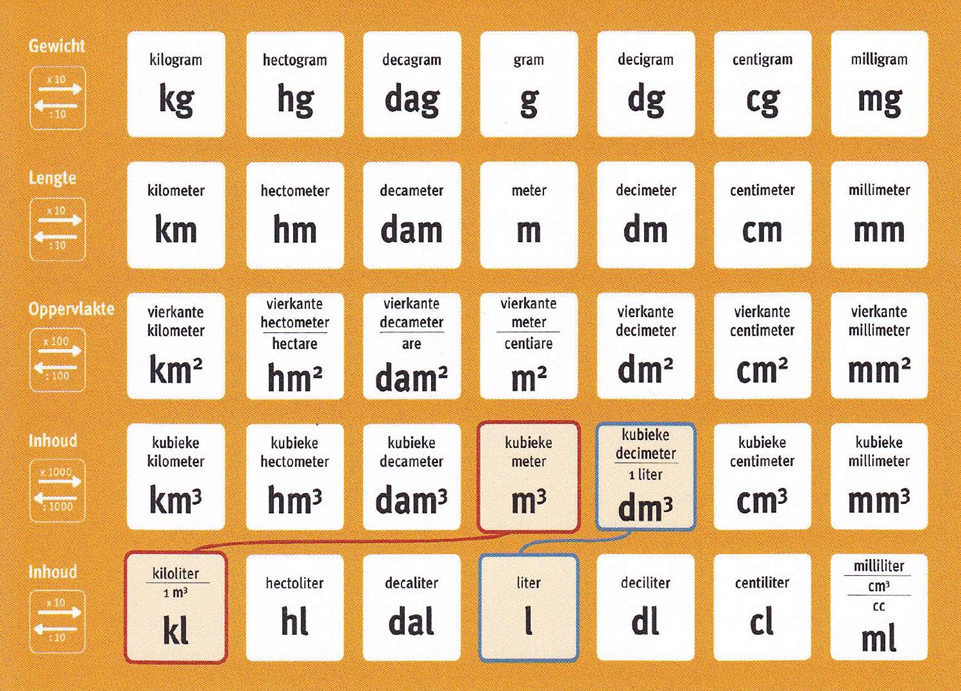 Gewicht
x10
:10
kilogram
kg
hectogram
hg
decagram
dag
gram
g
decigram
dg
centigram
cg
milligram
mg
Lengte
x10
:10
kilometer
km
hectometer
hm
decameter
dam
meter
m
decimeter
dm
centimeter
cm
millimeter
mm
Oppervlakte
x100
:100
vierkante
kilometer
km²
vierkante
hectometer
hectare
hm²
vierkante
decameter
are
dam²
vierkante
meter
centiare
m²
vierkante
decimeter
dm²
vierkante
centimeter
cm²
vierkante
millimeter
mm²
Inhoud
x1000
:1000
kubieke
kilometer
km³
kubieke
hectometer
hm³
kubieke
decameter
dam³
kubieke
meter
m³
kubieke
decimeter
1 liter
dm³
kubieke
centimeter
cm³
kubieke
millimeter
mm³
Inhoud
x10
:10
kiloliter
1 m³
kl
hectoliter
hl
decaliter
dal
liter
l
deciliter
dl
centiliter
cl
milliliter
cm³
cc
ml